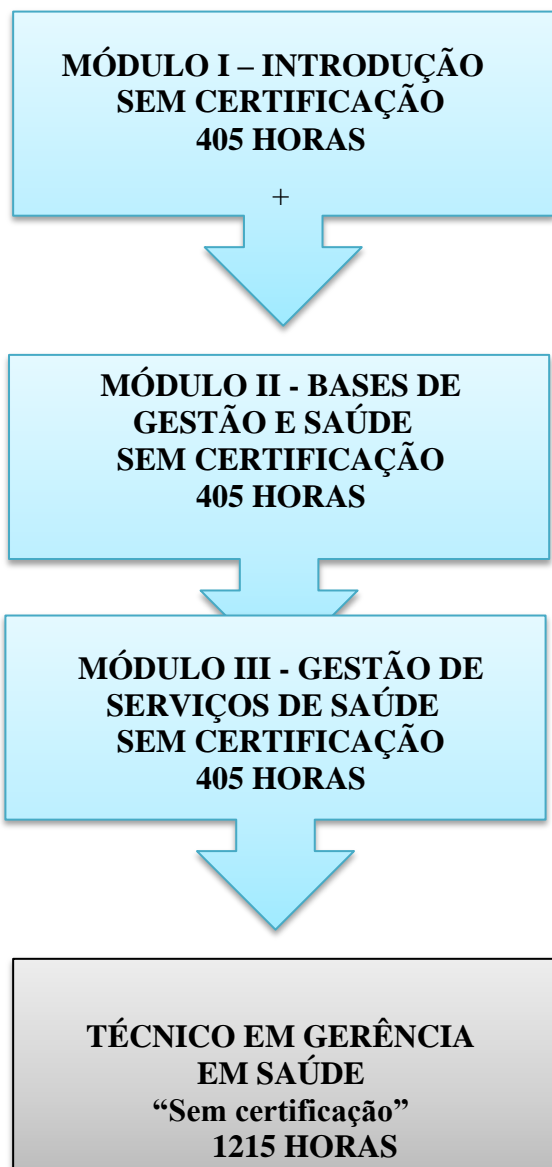 MÓDULO I – INTRODUÇÃO
SEM CERTIFICAÇÃO
405 HORAS
+
MÓDULO II - BASES DE
GESTÃO E SAÚDE
SEM CERTIFICAÇÃO
405 HORAS
MÓDULO III - GESTÃO DE
SERVIÇOS DE SAÚDE
SEM CERTIFICAÇÃO
405 HORAS
TÉCNICO EM GERÊNCIA
EM SAÚDE
“Sem certificação”
1215 HORAS